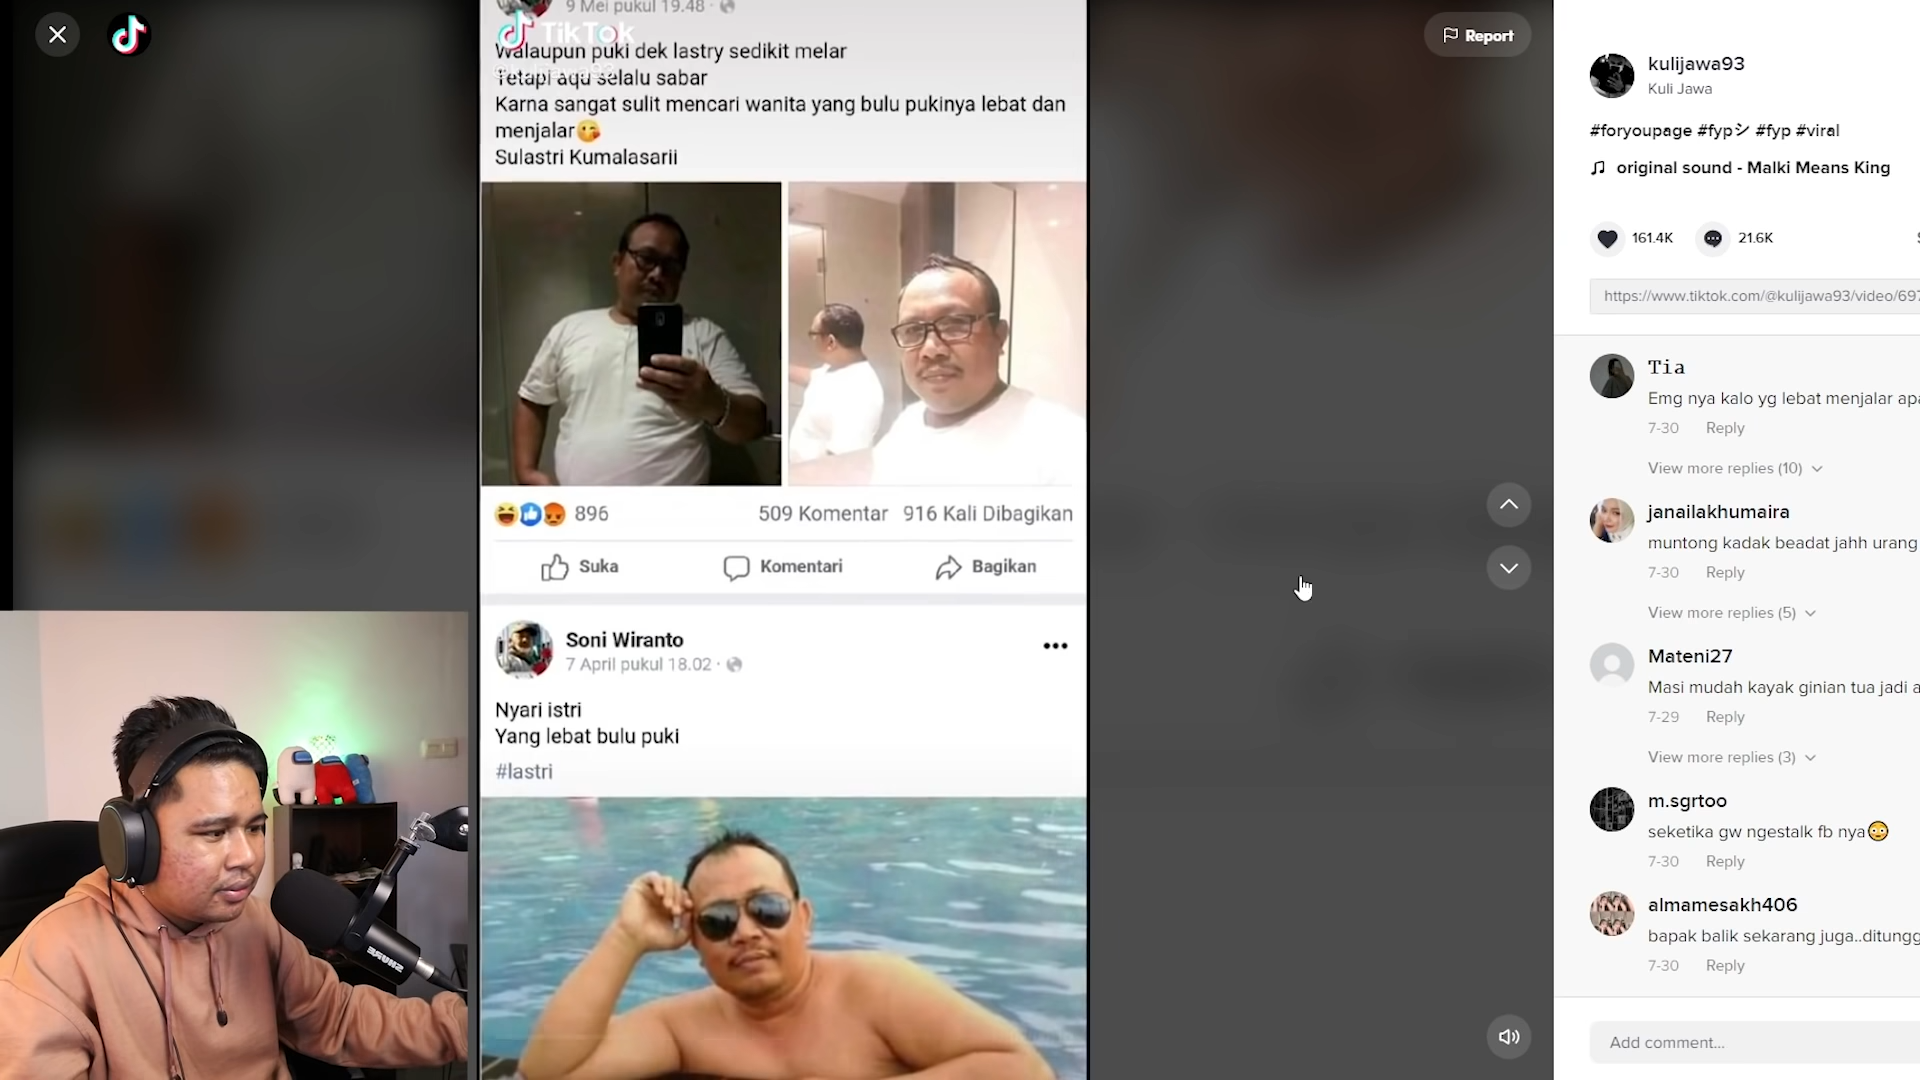 9 Mei pukul 19.48
TikTok
Walaupun puki dek lastry sedikit melar
Tetapi aqu selalu sabar
Karna sangat sulit mencari wanita yang bulu pukinya lebat dan
menjalar
Sulastri Kumalasarii
896
509 Komentar 916 Kali Dibagikan
Suka Komentari Bagikan
Soni Wiranto
7 April pukul 18.02
Nyari istri
Yang lebat bulu puki
#lastri
SHURE
Report
kulijawa93
Kuli Jawa
#foryoupage #fypシ #fyp #viral
original sound - Malki Means King
161.4K 21.6K
https://www.tiktok.com/@kulijawa93/video/697
Tia
Emg nya kalo yg lebat menjalar apa
7-30 Reply
View more replies (10)
janailakhumaira
muntong kadak beadat jahh urang
7-30 Reply
View more replies (5)
Mateni27
Masi mudah kayak ginian tua jadi a
7-29 Reply
View more replies (3)
m.sgrtoo
seketika gw ngestalk fb nya
7-30 Reply
almamesakh406
bapak balik sekarang juga..ditungg
7-30 Reply
Add comment...